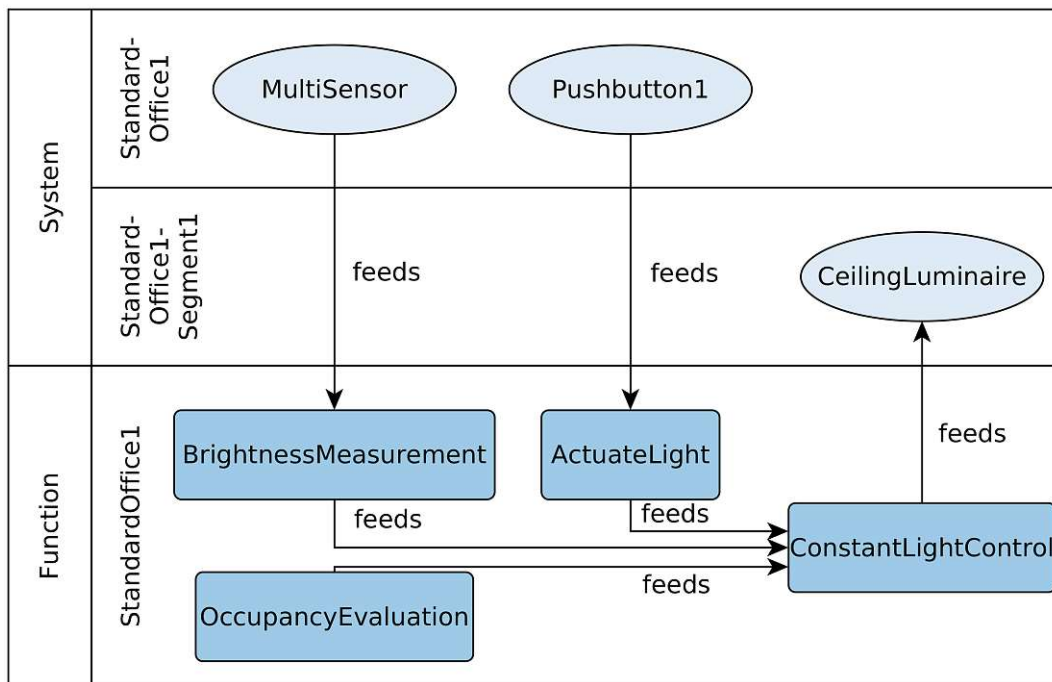 System
Standard-
Office1
MultiSensor
Pushbutton1
Standard-
Office1-
Segment1
feeds
feeds
CeilingLuminaire
Function
StandardOffice1
BrightnessMeasurement
ActuateLight
feeds
feeds
feeds
ConstantLightControl
feeds
OccupancyEvaluation